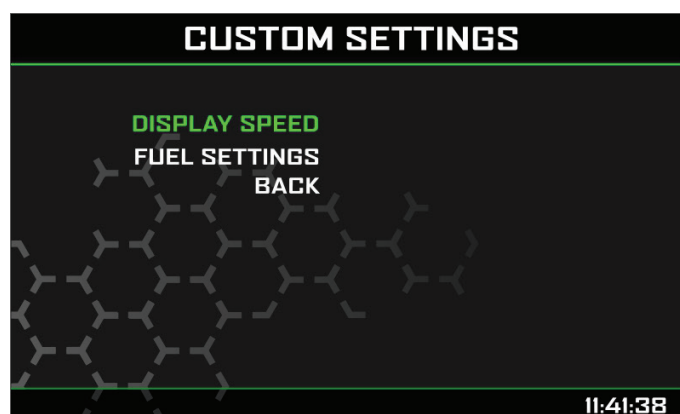 CUSTOM SETTINGS
DISPLAY SPEED
FUEL SETTINGS
BACK
11:41:38